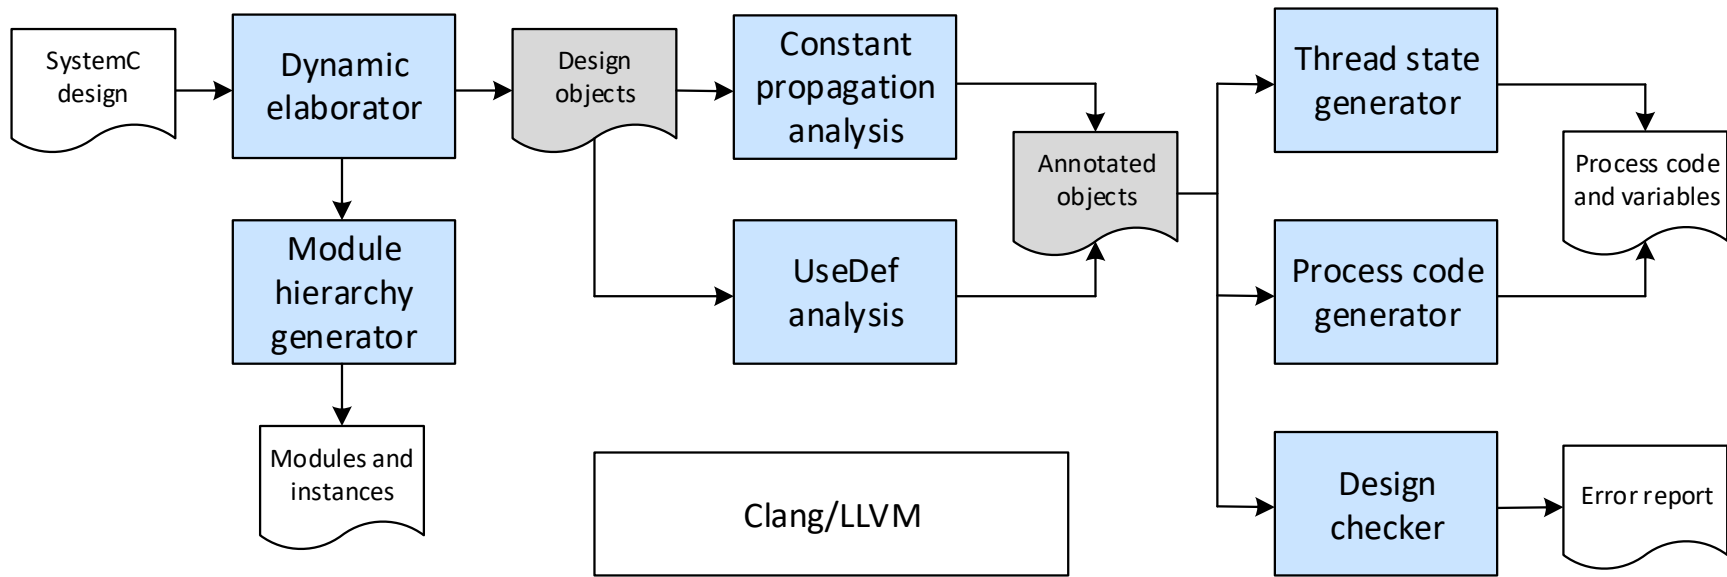 SystemC
design
Dynamic
elaborator
Design
objects
Constant
propagation
analysis
Thread state
generator
Annotated
objects
Process code
and variables
Module
hierarchy
generator
UseDef
analysis
Process code
generator
Modules and
instances
Clang/LLVM
Design
checker
Error report